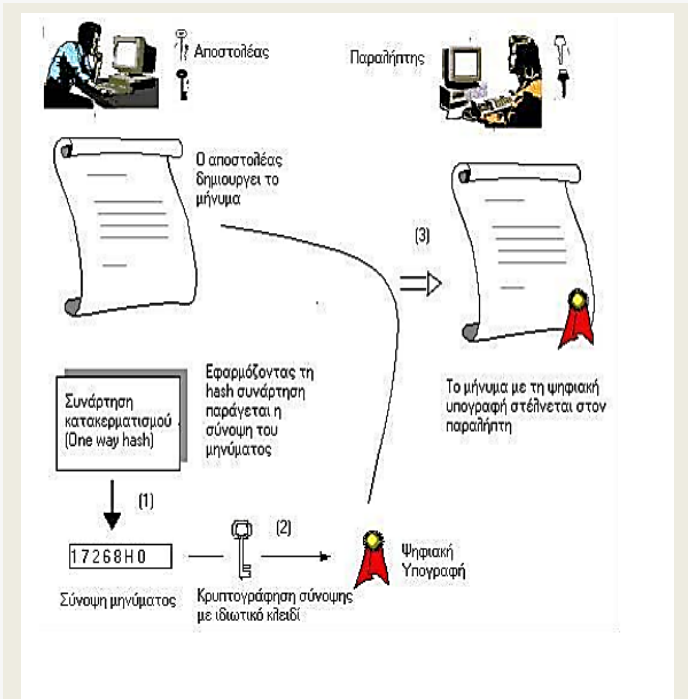 Αποστολέας
Παραλήπτης
Ο αποστολέας
δημιουργει το
μήνυμα
(3)
Συνάρτηση
κατακερματισμού
(One way hash)
Εφαρμόζοντας τη
hash συνάρτηση
παράγεται η
σύνοψη του
μηνύματος
Το μήνυμα με τη ψηφιακή
υπογραφή στέλνεται στον
παραλήπτη
(1)
17268H0
(2)
Ψηφιακή
Υπογραφή
Σύνοψη μηνύματος
Κρυπτογράφηση σύνοψης
με ιδιωτικό κλειδί